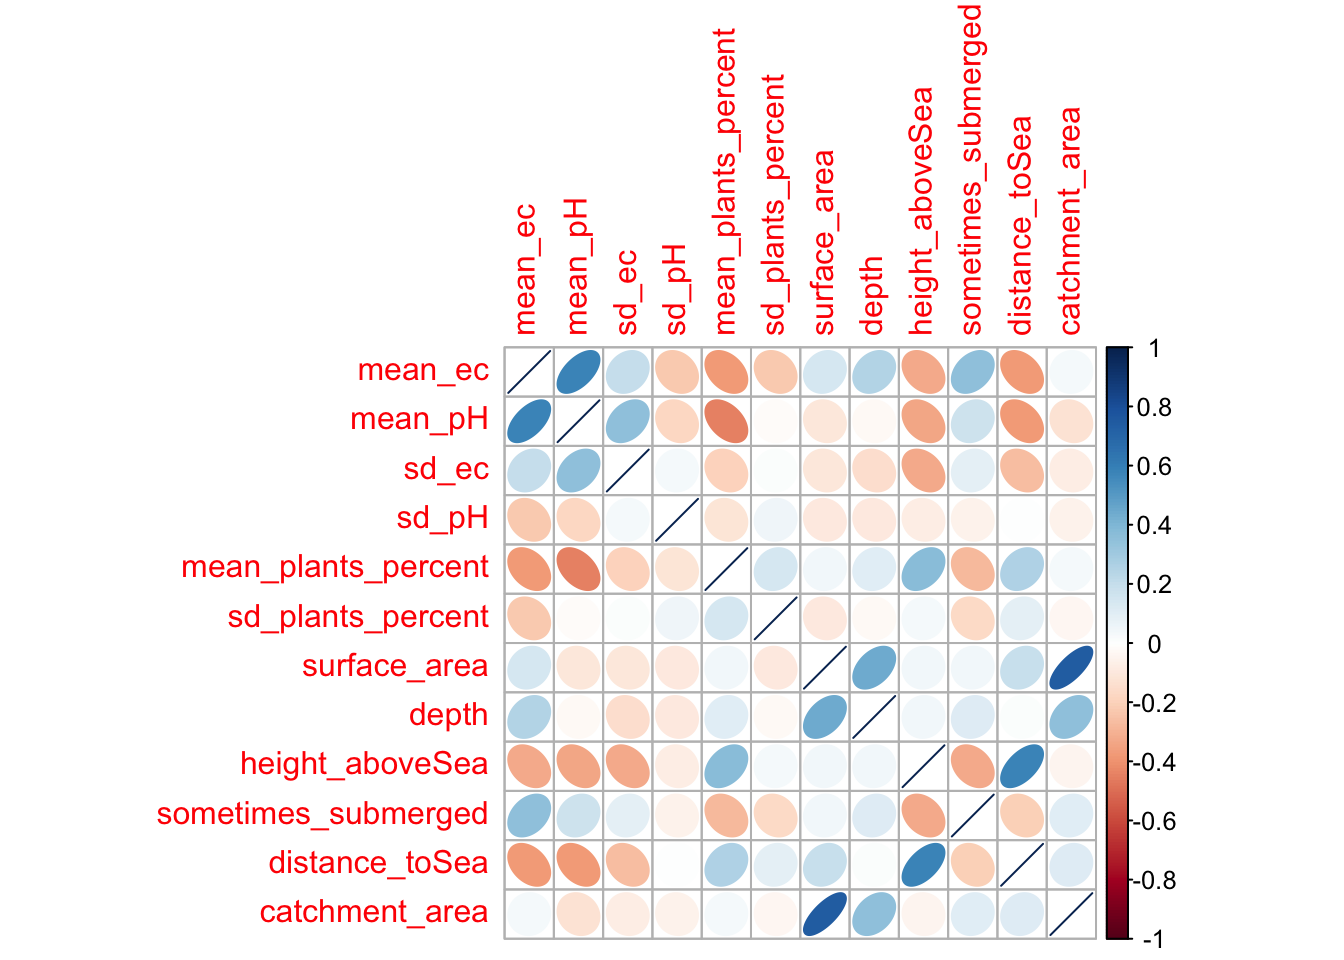 mean_ec
mean_pH
sd_ec
sd_pH
mean_plants_percent
sd_plants_percent
surface_area
depth
height_aboveSea
sometimes_submerged
distance_toSea
catchment_area
mean_ec
mean_pH
sd_ec
sd_pH
mean_plants_percent
sd_plants_percent
surface_area
depth
height_aboveSea
sometimes_submerged
distance_toSea
catchment_area
1
0.8
0.6
0.4
0.2
0
-0.2
-0.4
-0.6
-0.8
-1